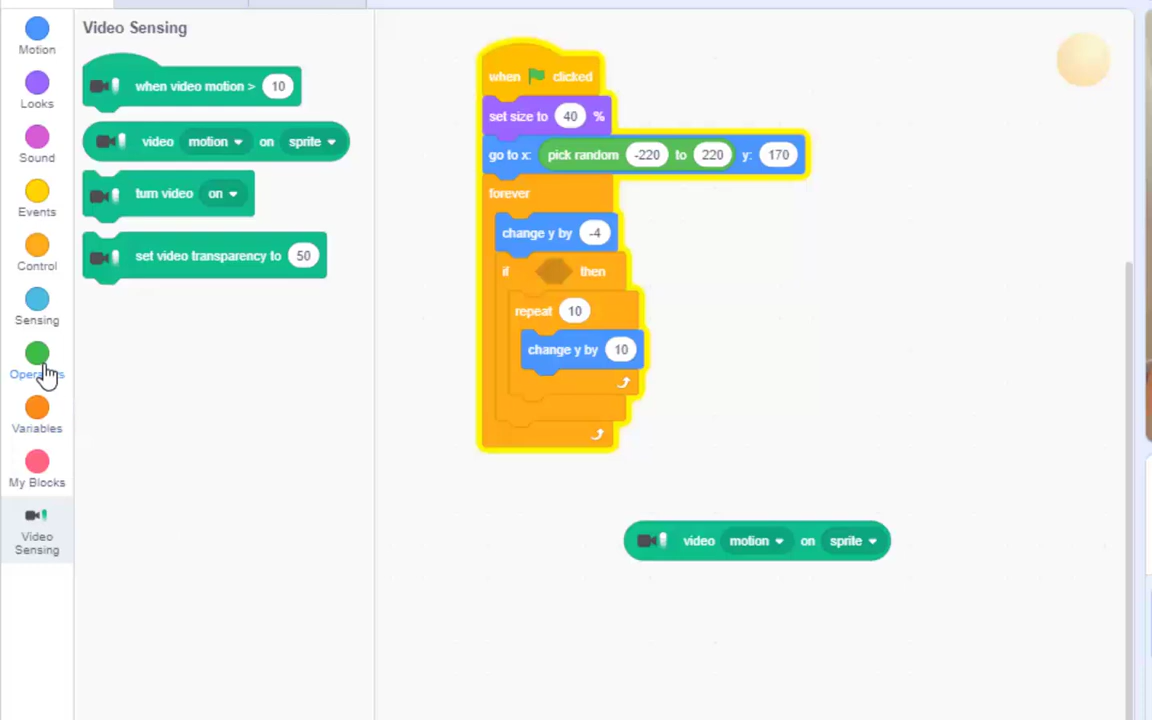 Motion
Looks
Sound
Events
Control
Sensing
Operators
Variables
My Blocks
Video
Sensing
Video Sensing
when video motion > 10
video motion on sprite
turn video on
set video transparency to 50
when clicked
set size to 40 %
go to x: pick random -220 to 220 y: 170
forever
change y by -4
if then
repeat 10
change y by 10
video motion on sprite